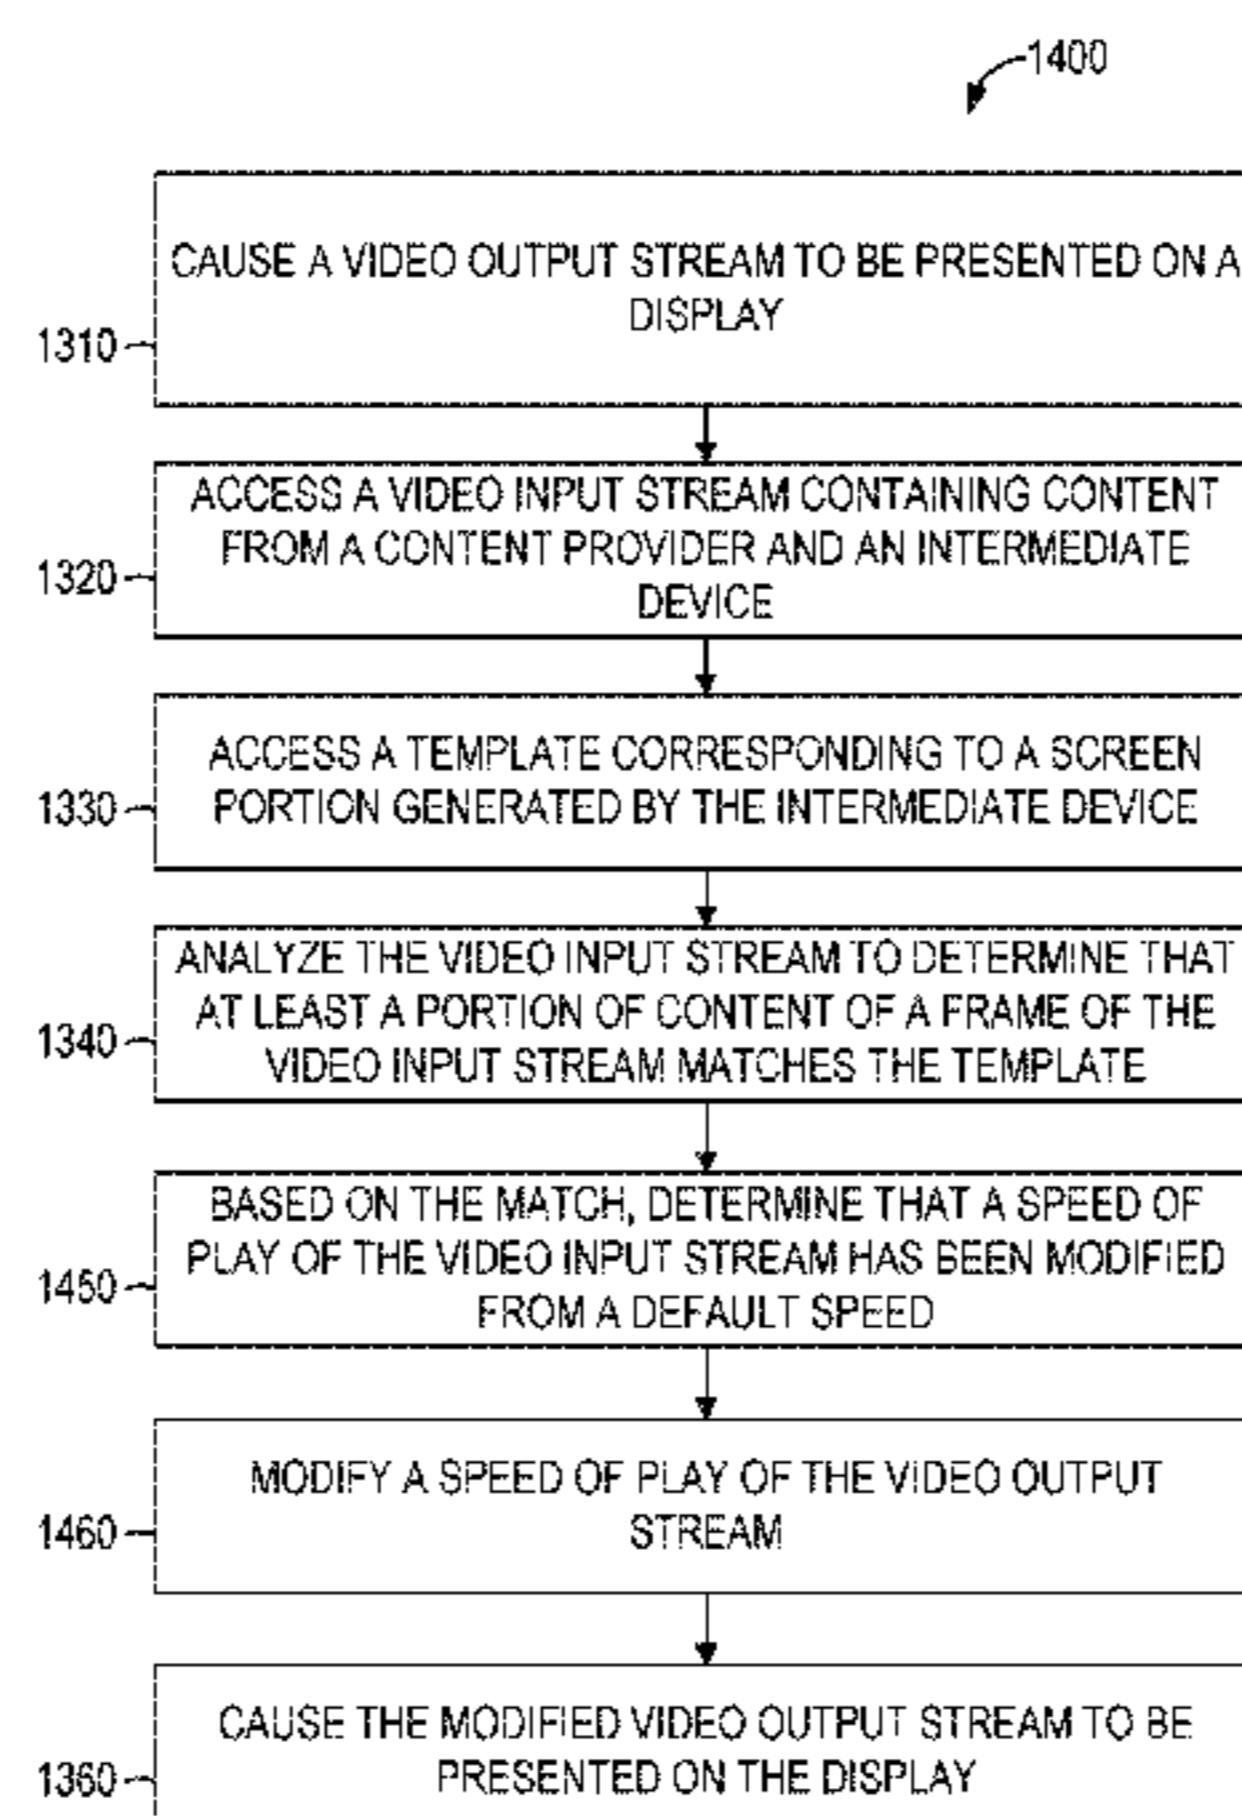 1400
CAUSE A VIDEO OUTPUT STREAM TO BE PRESENTED ON A
DISPLAY
1310
ACCESS A VIDEO INPUT STREAM CONTAINING CONTENT
FROM A CONTENT PROVIDER AND AN INTERMEDIATE
DEVICE
1320
ACCESS A TEMPLATE CORRESPONDING TO A SCREEN
PORTION GENERATED BY THE INTERMEDIATE DEVICE
1330
ANALYZE THE VIDEO INPUT STREAM TO DETERMINE THAT
AT LEAST A PORTION OF CONTENT OF A FRAME OF THE
VIDEO INPUT STREAM MATCHES THE TEMPLATE
1340
BASED ON THE MATCH, DETERMINE THAT A SPEED OF
PLAY OF THE VIDEO INPUT STREAM HAS BEEN MODIFIED
FROM A DEFAULT SPEED
1450
MODIFY A SPEED OF PLAY OF THE VIDEO OUTPUT
STREAM
1460
CAUSE THE MODIFIED VIDEO OUTPUT STREAM TO BE
PRESENTED ON THE DISPLAY
1360